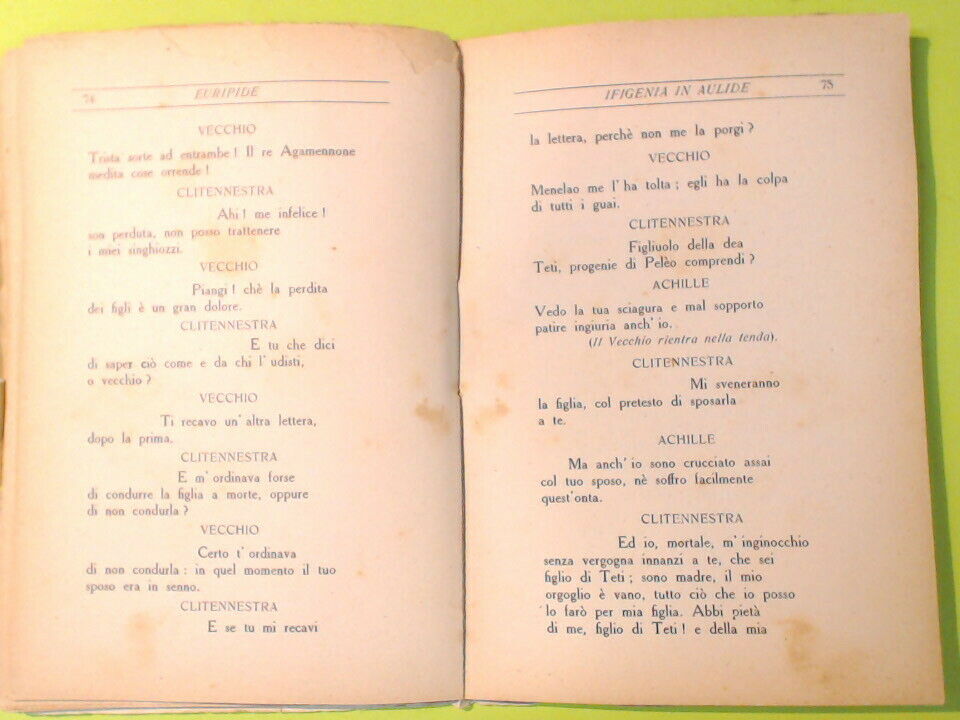 74 EURIPIDE
VECCHIO
Trista sorte ad entrambe ! Il re Agamennone
medita cose orrende !
CLITENNESTRA
Ahi ! me infelice !
son perduta, non posso trattenere
i miei singhiozzi.
VECCHIO
Piangi ! chè la perdita
dei figli è un gran dolore.
CLITENNESTRA
E tu che dici
di saper ciò come e da chi l' udisti,
o vecchio ?
VECCHIO
Ti recavo un' altra lettera,
dopo la prima.
CLITENNESTRA
E m' ordinava forse
di condurre la figlia a morte, oppure
di non condurla ?
VECCHIO
Certo t' ordinava
di non condurla : in quel momento il tuo
sposo era in senno.
CLITENNESTRA
E se tu mi recavi
IFIGENIA IN AULIDE 75
la lettera, perchè non me la porgi ?
VECCHIO
Menelao me l' ha tolta ; egli ha la colpa
di tutti i guai.
CLITENNESTRA
Figliuolo della dea
Teti, progenie di Pelèo comprendi ?
ACHILLE
Vedo la tua sciagura e mal sopporto
patire ingiuria anch' io.
(Il Vecchio rientra nella tenda).
CLITENNESTRA
Mi sveneranno
la figlia, col pretesto di sposarla
a te.
ACHILLE
Ma anch' io sono crucciato assai
col tuo sposo, nè soffro facilmente
quest'onta.
CLITENNESTRA
Ed io, mortale, m' inginocchio
senza vergogna innanzi a te, che sei
figlio di Teti ; sono madre, il mio
orgoglio è vano, tutto ciò che io posso
lo farò per mia figlia. Abbi pietà
di me, figlio di Teti ! e della mia